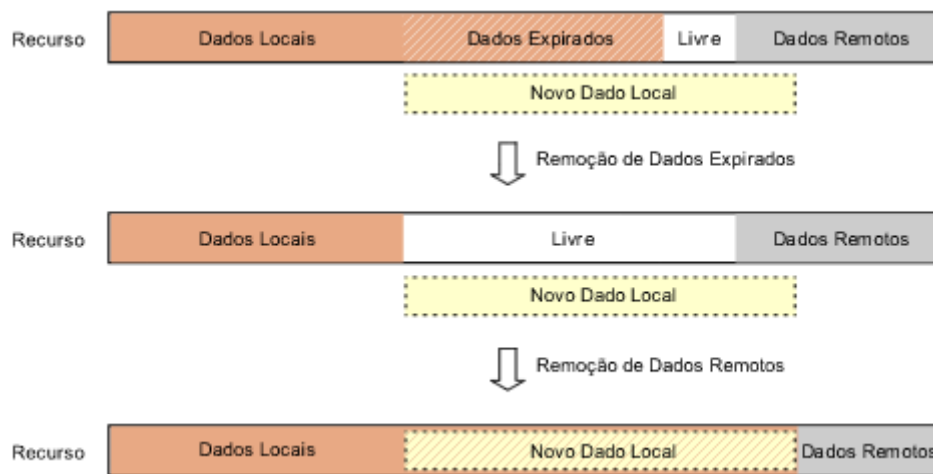 Recurso Dados Locais Dados Expirados Livre Dados Remotos
Novo Dado Local
Remoção de Dados Expirados
Recurso Dados Locais Livre Dados Remotos
Novo Dado Local
Remoção de Dados Remotos
Recurso Dados Locais Novo Dado Local Dados Remotos